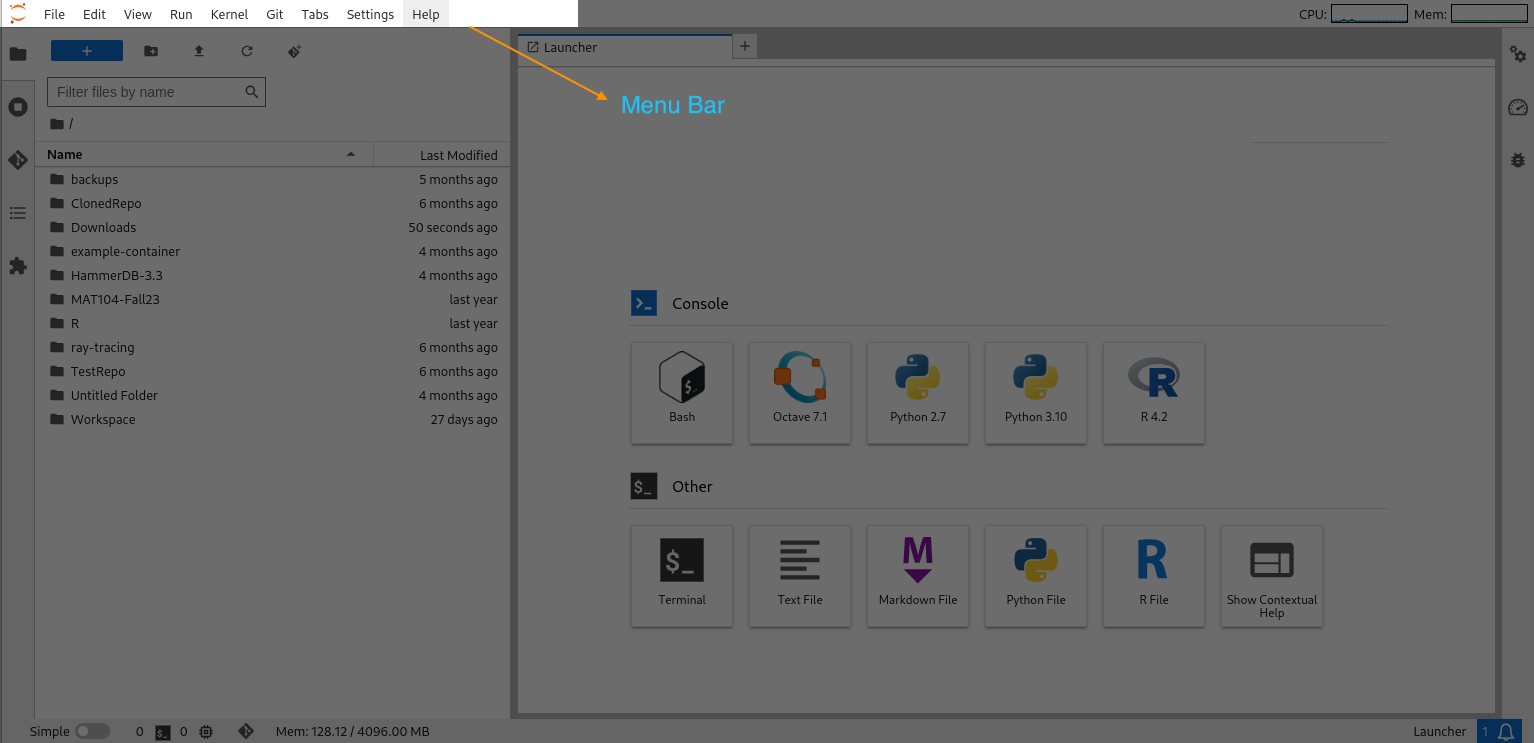 File Edit View Run Kernel Git Tabs Settings Help
CPU: Mem:
+
Launcher +
Filter files by name
Menu Bar
/
Name Last Modified
backups 5 months ago
ClonedRepo 6 months ago
Downloads 50 seconds ago
example-container 4 months ago
HammerDB-3.3 4 months ago
MAT104-Fall23 last year
R last year
ray-tracing 6 months ago
TestRepo 6 months ago
Untitled Folder 4 months ago
Workspace 27 days ago
>_ Console
$_
Bash
Octave 7.1
Python 2.7
Python 3.10
R
R 4.2
$_ Other
$_
Terminal
Text File
M
Markdown File
Python File
R
R File
Show Contextual
Help
Simple 0 $_ 0 Mem: 128.12 / 4096.00 MB
Launcher 1